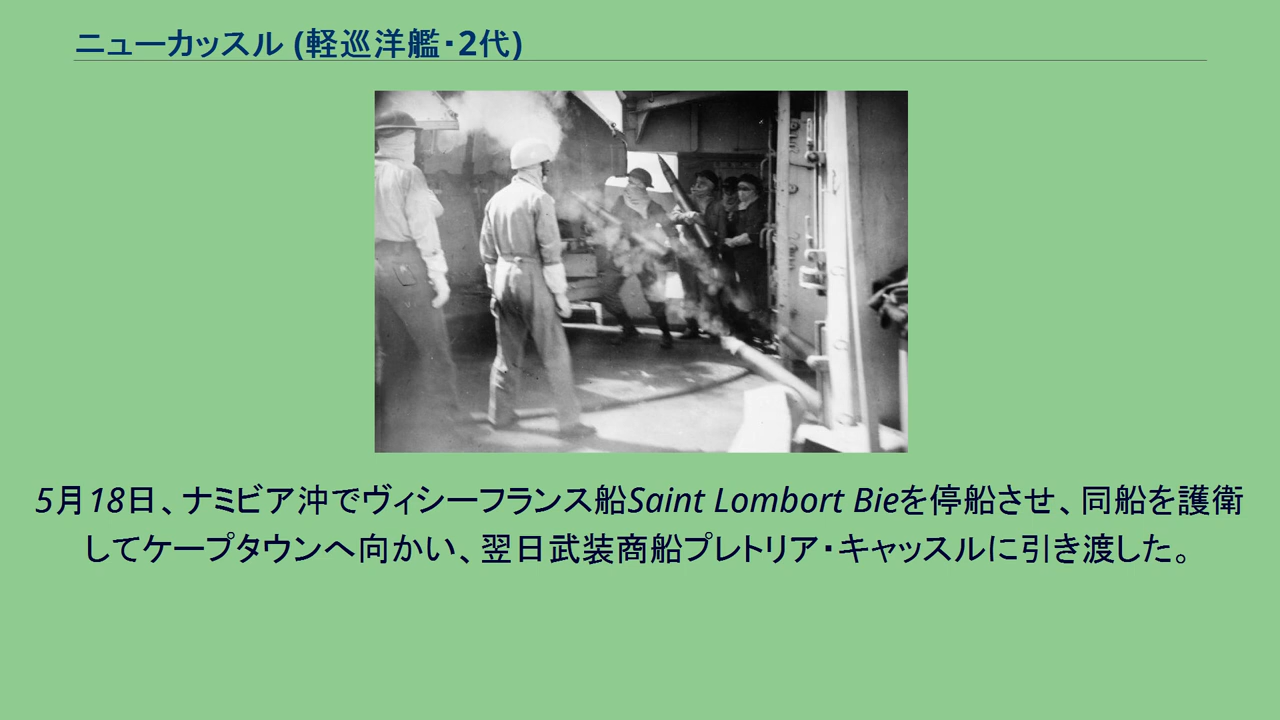 ニューカッスル (軽巡洋艦・2代)
5月18日、ナミビア沖でヴィシーフランス船Saint Lombort Bieを停船させ、同船を護衛
してケープタウンへ向かい、翌日武装商船プレトリア・キャッスルに引き渡した。